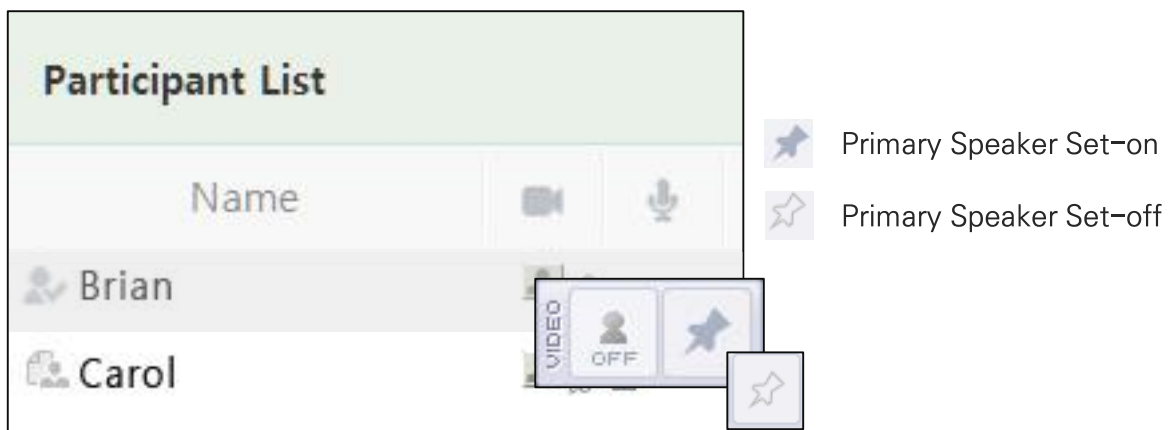 Participant List
Name
Primary Speaker Set-on
Primary Speaker Set-off
Brian
VIDEO
OFF
Carol